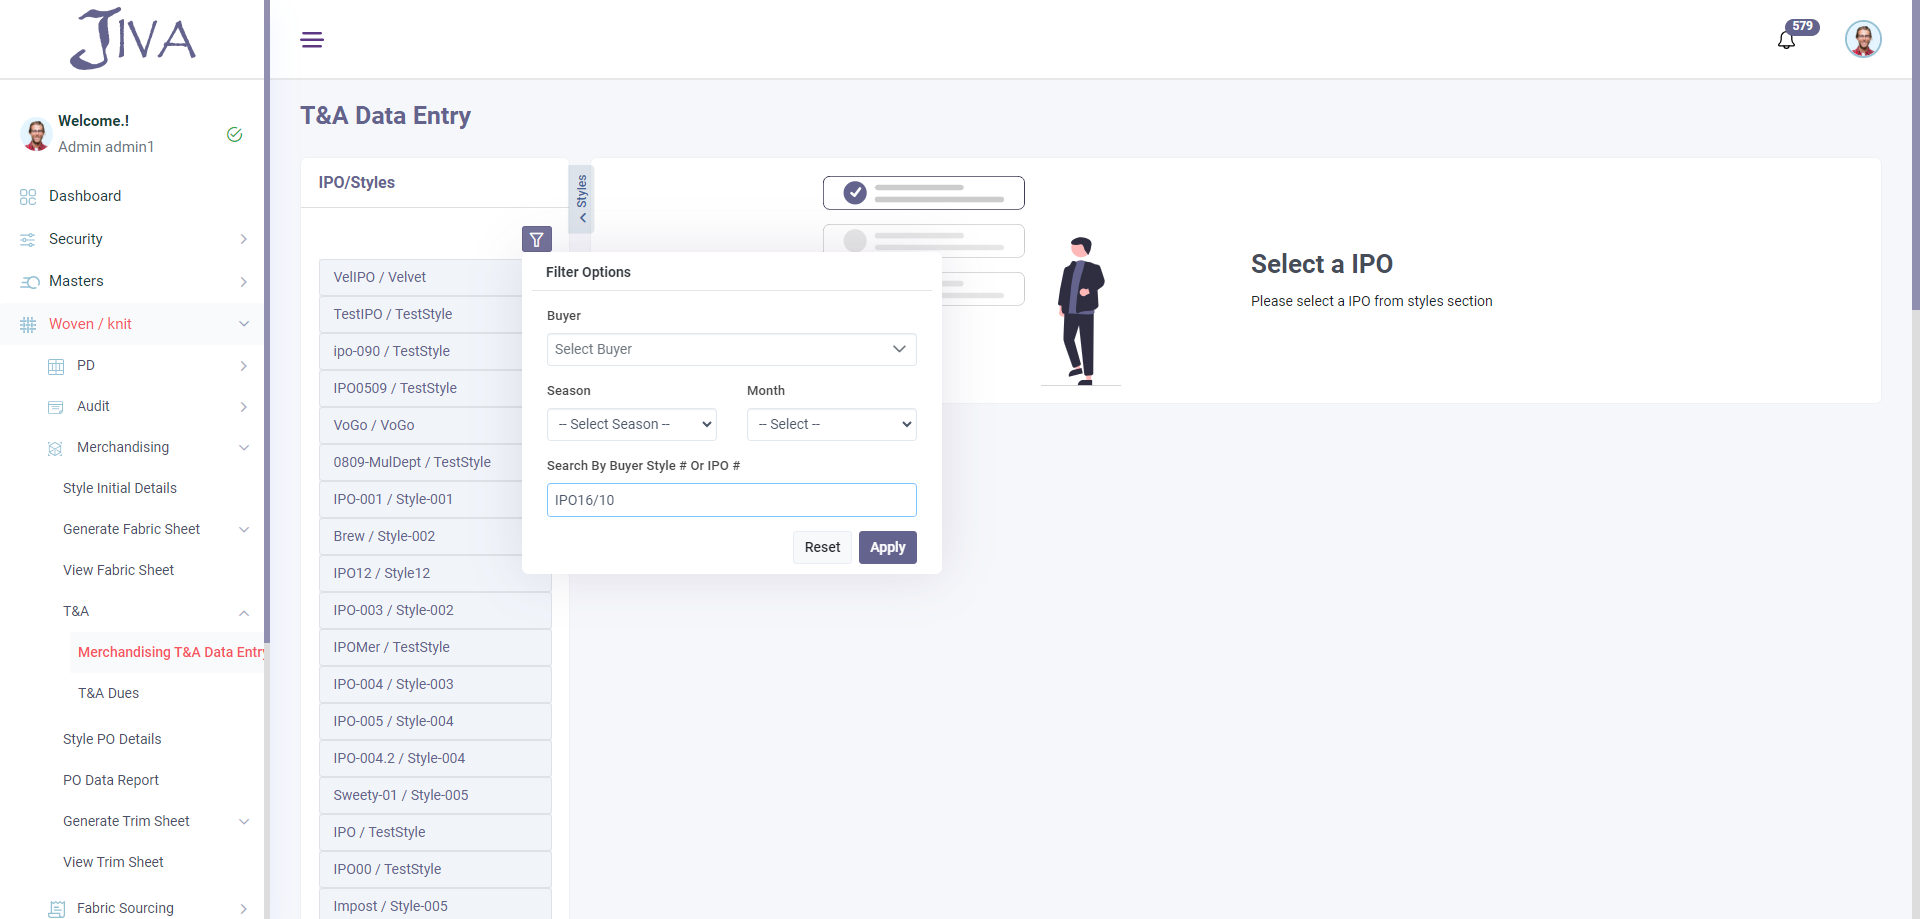 JIVA
579
Welcome.!
Admin admin1
Dashboard
Security
Masters
Woven / knit
PD
Audit
Merchandising
Style Initial Details
Generate Fabric Sheet
View Fabric Sheet
T&A
Merchandising T&A Data Entry
T&A Dues
Style PO Details
PO Data Report
Generate Trim Sheet
View Trim Sheet
Fabric Sourcing
T&A Data Entry
IPO/Styles
Styles
VelIPO / Velvet
TestIPO / TestStyle
ipo-090 / TestStyle
IPO0509 / TestStyle
VoGo / VoGo
0809-MulDept / TestStyle
IPO-001 / Style-001
Brew / Style-002
IPO12 / Style12
IPO-003 / Style-002
IPOMer / TestStyle
IPO-004 / Style-003
IPO-005 / Style-004
IPO-004.2 / Style-004
Sweety-01 / Style-005
IPO / TestStyle
IPO00 / TestStyle
Impost / Style-005
Filter Options
Buyer
Select Buyer
Season
Month
-- Select Season --
-- Select --
Search By Buyer Style # Or IPO #
IPO16/10
Reset
Apply
Select a IPO
Please select a IPO from styles section